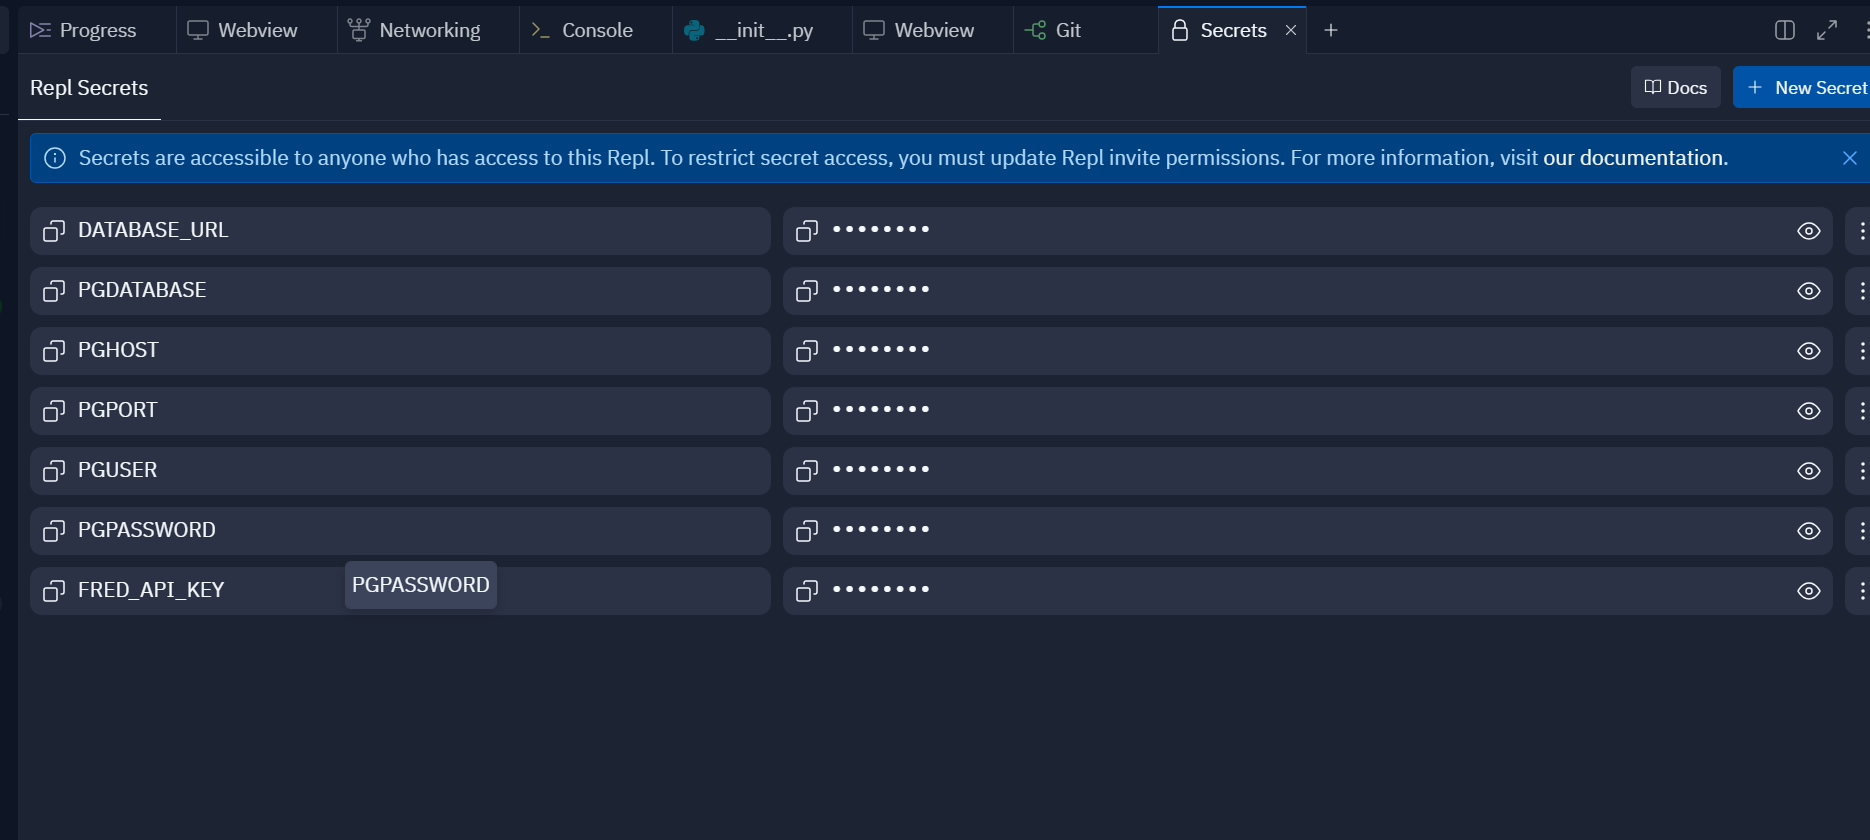 Progress Webview Networking Console __init__.py Webview Git Secrets
Repl Secrets Docs New Secret
Secrets are accessible to anyone who has access to this Repl. To restrict secret access, you must update Repl invite permissions. For more information, visit our documentation.
DATABASE_URL ••••••••
PGDATABASE ••••••••
PGHOST ••••••••
PGPORT ••••••••
PGUSER ••••••••
PGPASSWORD ••••••••
FRED_API_KEY PGPASSWORD ••••••••